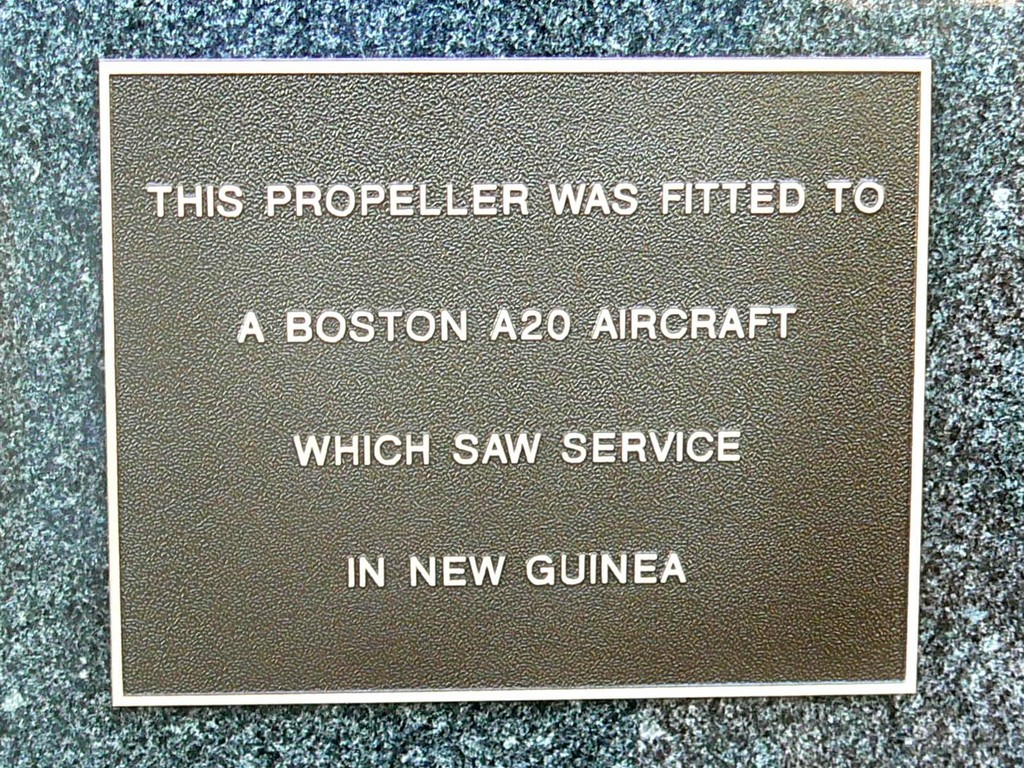 THIS PROPELLER WAS FITTED TO
A BOSTON A20 AIRCRAFT
WHICH SAW SERVICE
IN NEW GUINEA